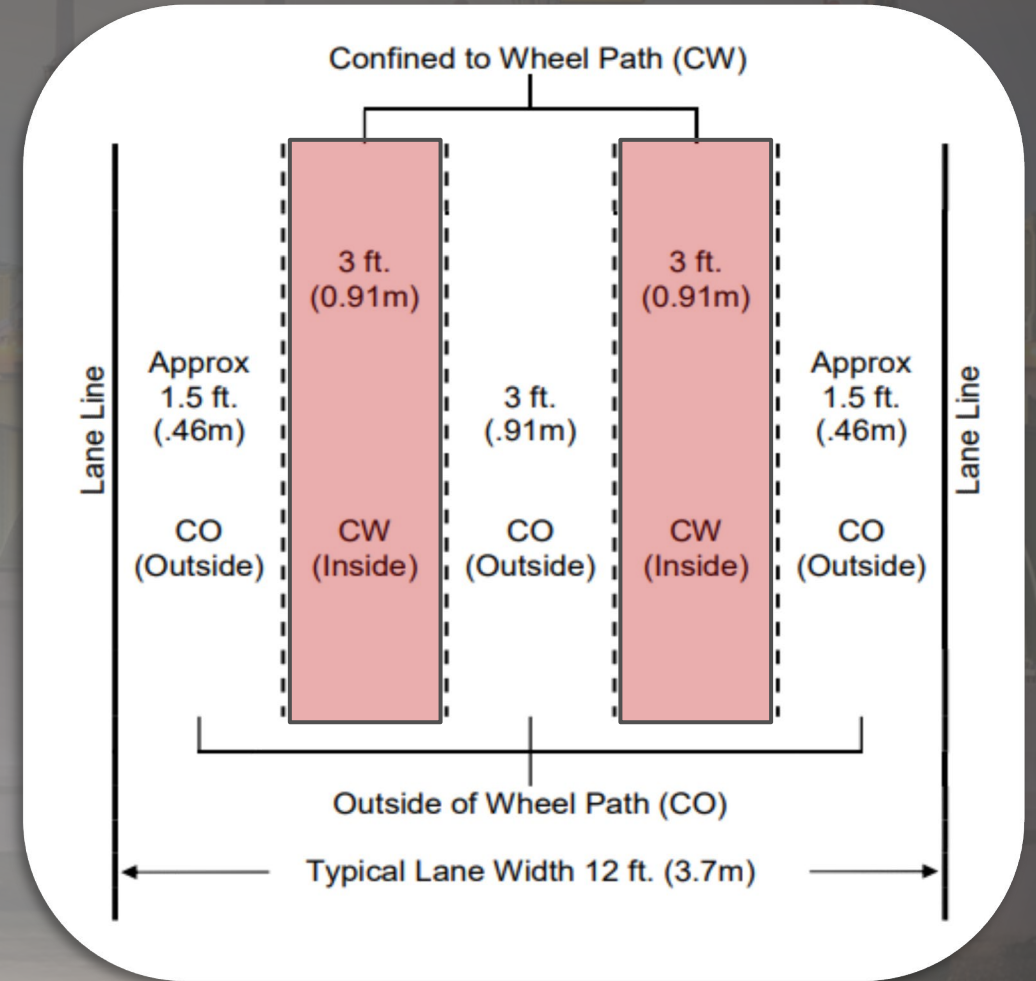 Confined to Wheel Path (CW)
3 ft.
(0.91m)
3 ft.
(0.91m)
Lane Line
Approx
1.5 ft.
(.46m)
3 ft.
(.91m)
Approx
1.5 ft.
(.46m)
Lane Line
CO
(Outside)
CW
(Inside)
CO
(Outside)
CW
(Inside)
CO
(Outside)
Outside of Wheel Path (CO)
Typical Lane Width 12 ft. (3.7m)